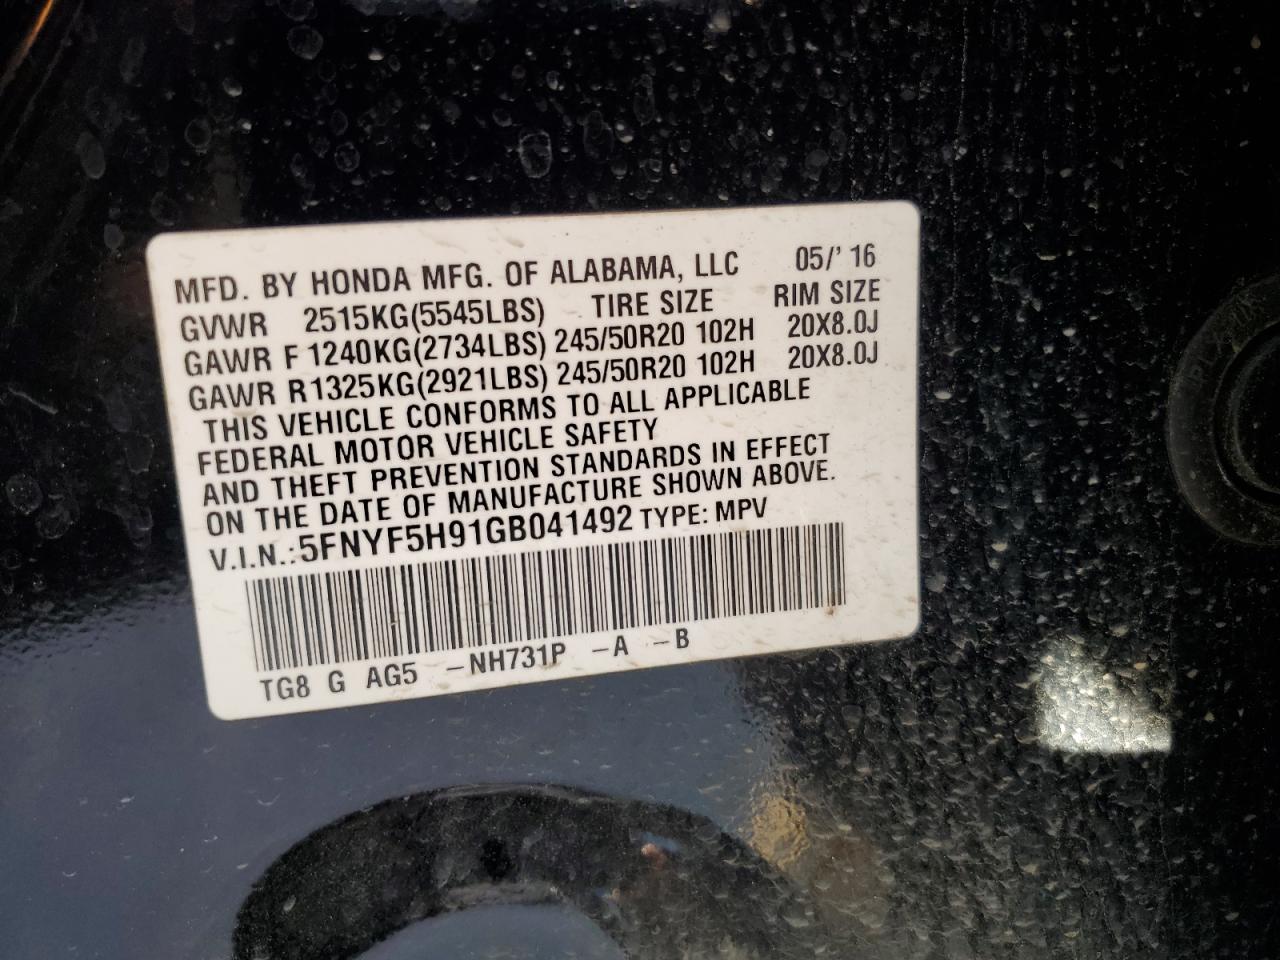 MFD. BY HONDA MFG. OF ALABAMA, LLC 05/' 16
GVWR 2515KG(5545LBS) TIRE SIZE RIM SIZE
GAWR F 1240KG(2734LBS) 245/50R20 102H 20X8.0J
GAWR R1325KG(2921LBS) 245/50R20 102H 20X8.0J
THIS VEHICLE CONFORMS TO ALL APPLICABLE
FEDERAL MOTOR VEHICLE SAFETY
AND THEFT PREVENTION STANDARDS IN EFFECT
ON THE DATE OF MANUFACTURE SHOWN ABOVE.
V.I.N.:5FNYF5H91GB041492 TYPE: MPV
TG8 G AG5 -NH731P -A -B